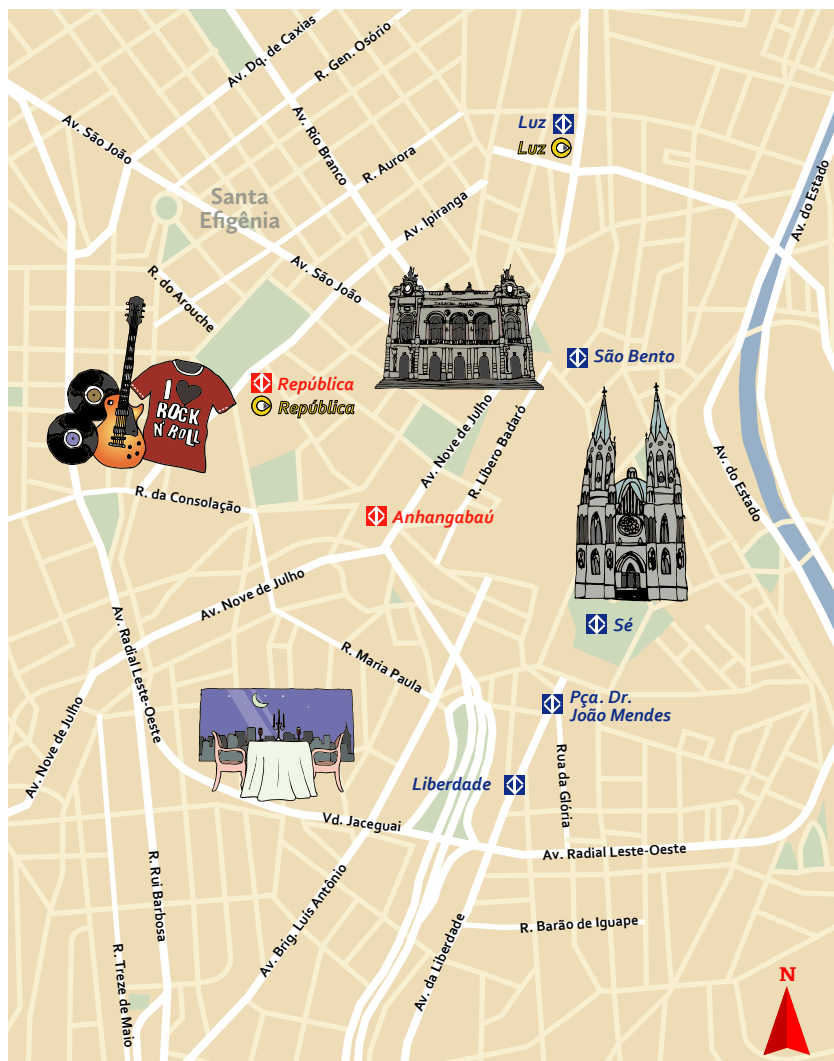 Av. Dq. de Caxias
R. Gen. Osório
Av. São João
Av. Rio Branco
Luz
Luz
R. Aurora
Av. do Estado
Santa
Efigênia
Av. Ipiranga
Av. São João
R. do Arouche
THEATRO MUNICIPAL
São Bento
República
República
I
ROCK
N' ROLL
Av. Nove de Julho
R. Líbero Badaró
Av. do Estado
R. da Consolação
Anhangabaú
Av. Nove de Julho
Sé
Av. Radial Leste-Oeste
R. Maria Paula
Pça. Dr.
João Mendes
Av. Nove de Julho
Rua da Glória
Liberdade
Vd. Jaceguai
Av. Radial Leste-Oeste
R. Rui Barbosa
Av. Brig. Luís Antônio
R. Barão de Iguape
R. Treze de Maio
Av. da Liberdade
N